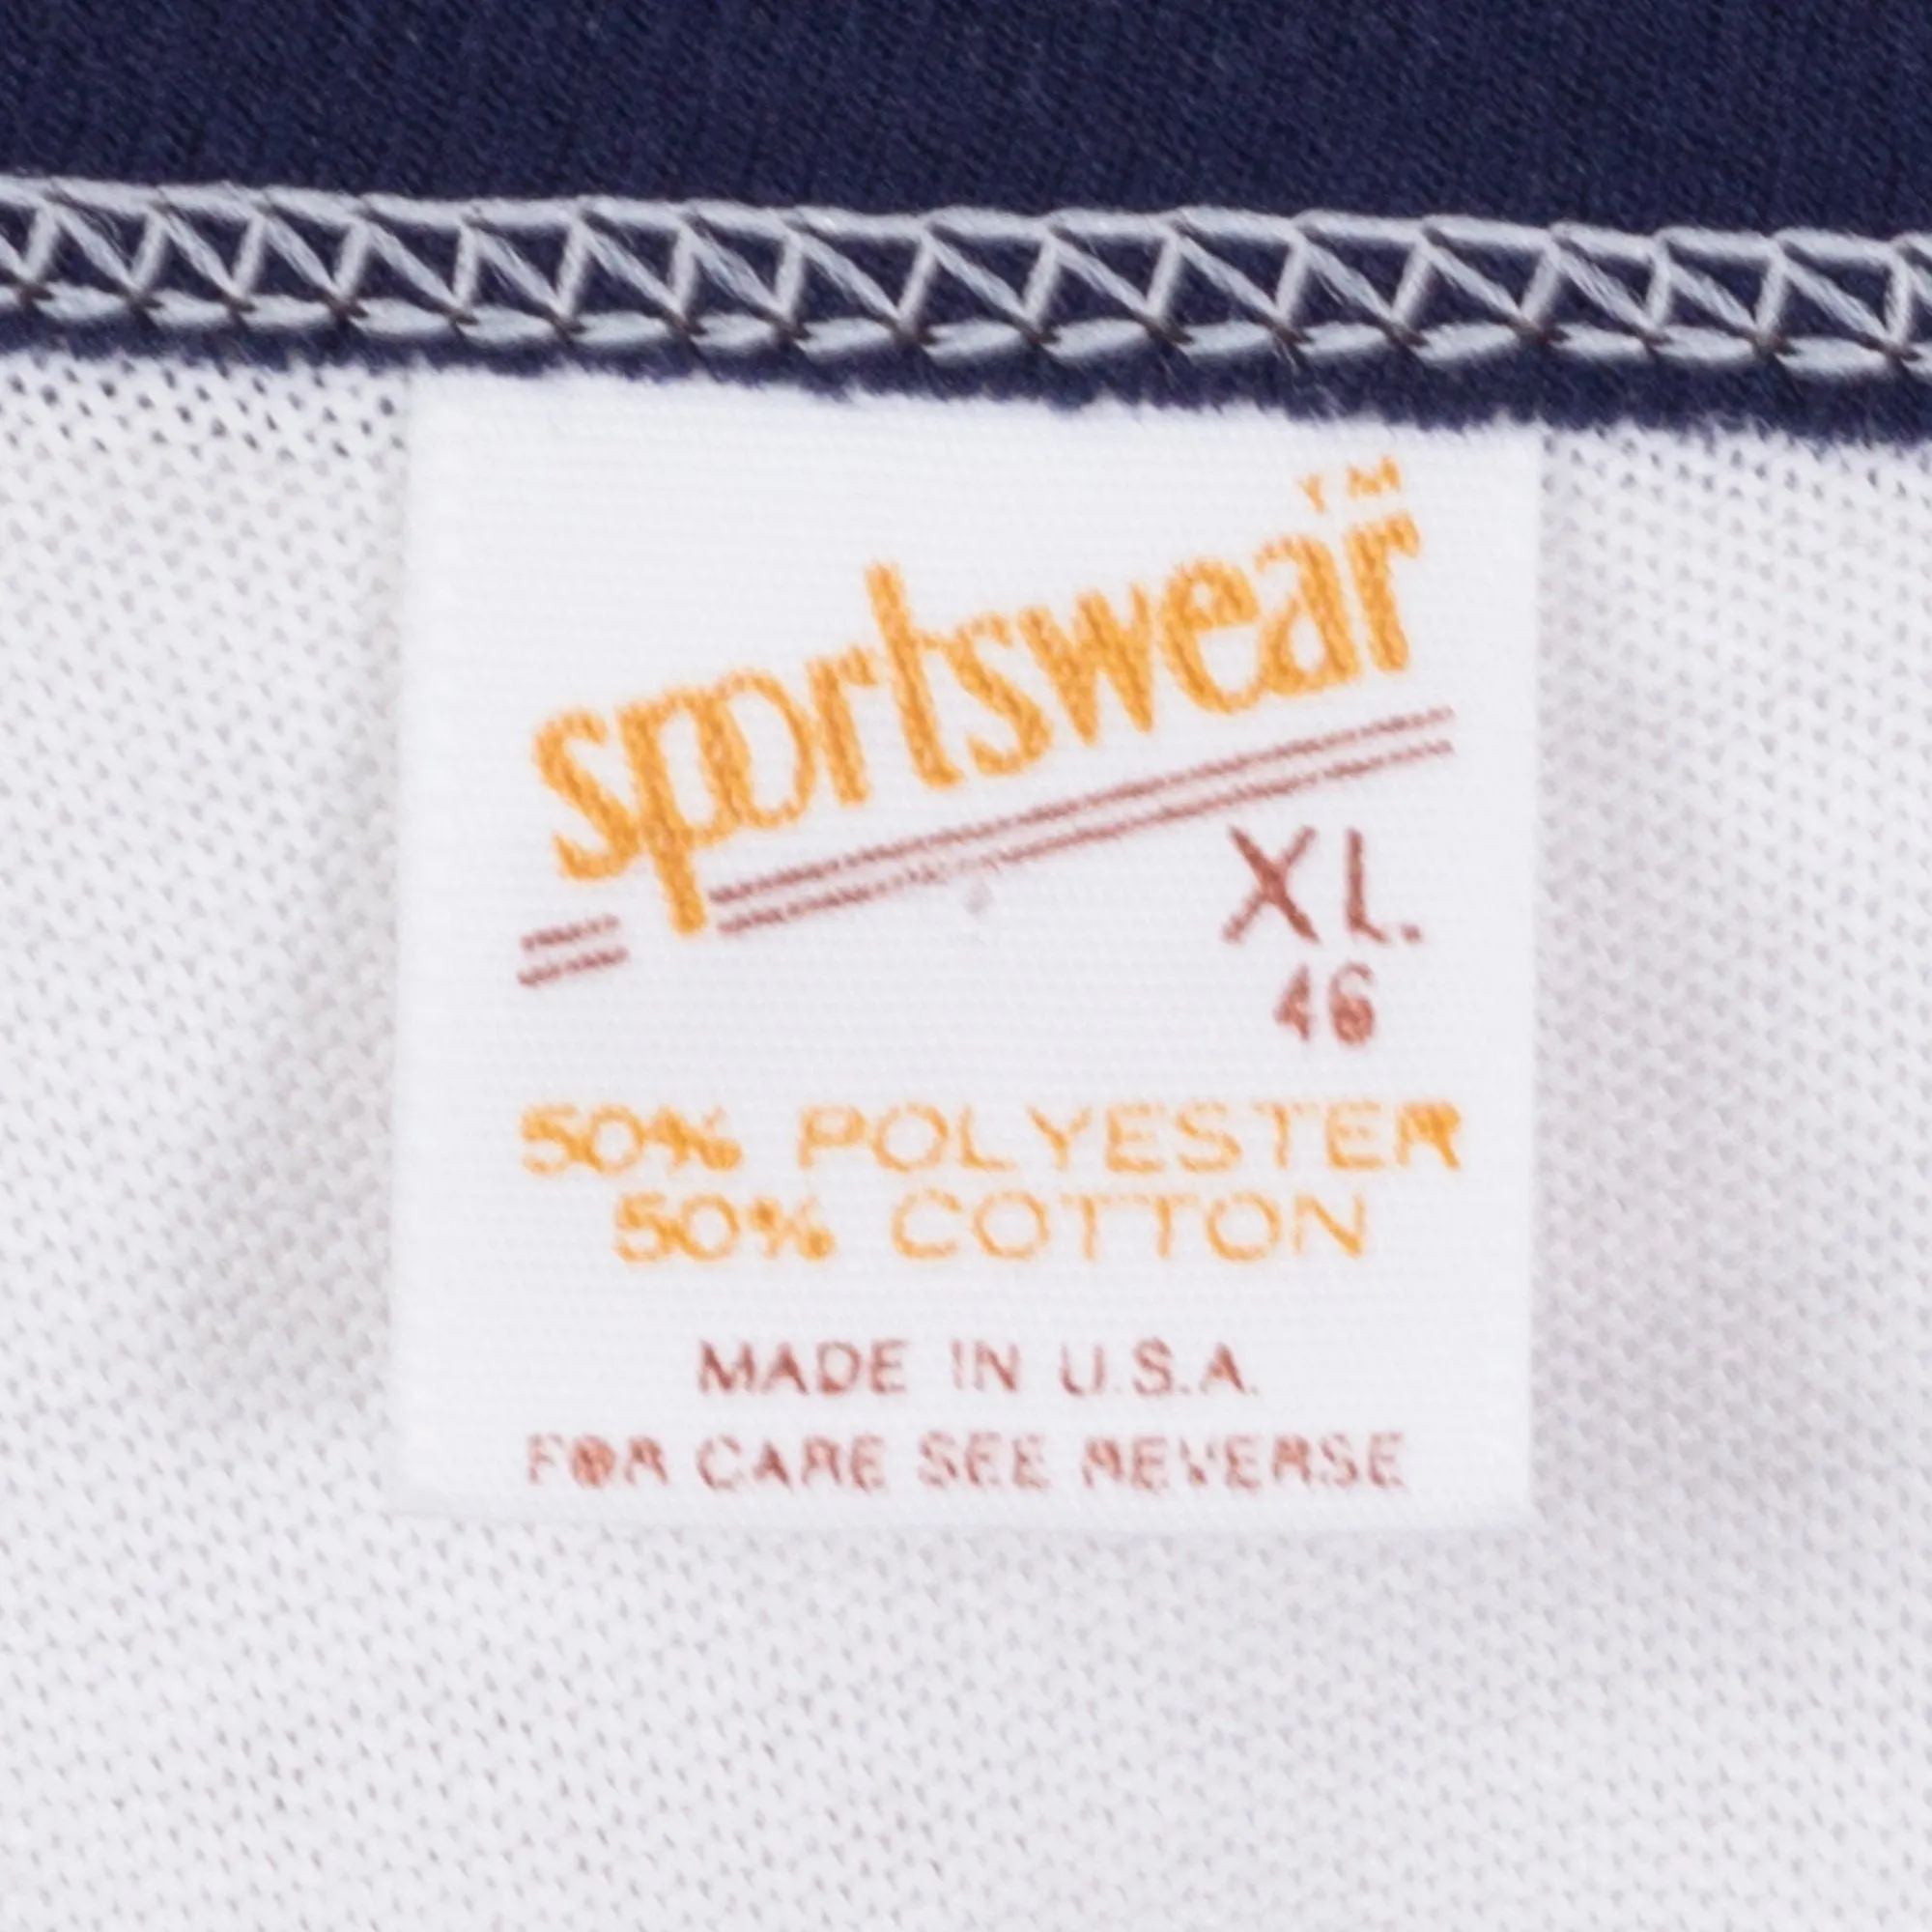 TM
sportswear
XL.
46
50% POLYESTER
50% COTTON
MADE IN U.S.A.
FOR CARE SEE REVERSE